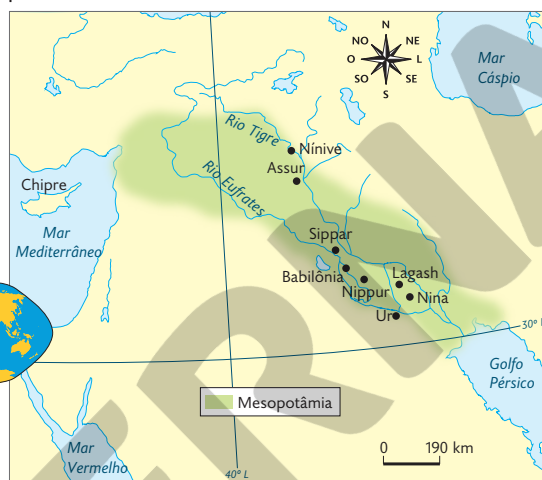 N
NO NE
O L
SO SE
S
Mar
Cáspio
Rio Tigre
Nínive
Assur
Rio Eufrates
Chipre
Mar
Mediterrâneo
Sippar
Babilônia
Lagash
Nippur
Nina
Ur
30°
Golfo
Pérsico
Mesopotâmia
Mar
Vermelho
0 190 km
40° L